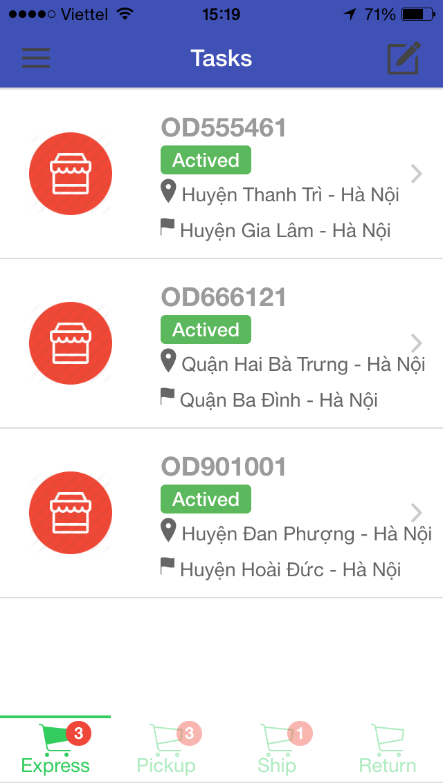 Viettel 15:19 71%
Tasks
OD555461
Actived
Huyện Thanh Trì - Hà Nội
Huyện Gia Lâm - Hà Nội
OD666121
Actived
Quận Hai Bà Trưng - Hà Nội
Quận Ba Đình - Hà Nội
OD901001
Actived
Huyện Đan Phượng - Hà Nội
Huyện Hoài Đức - Hà Nội
3 3 1
Express Pickup Ship Return